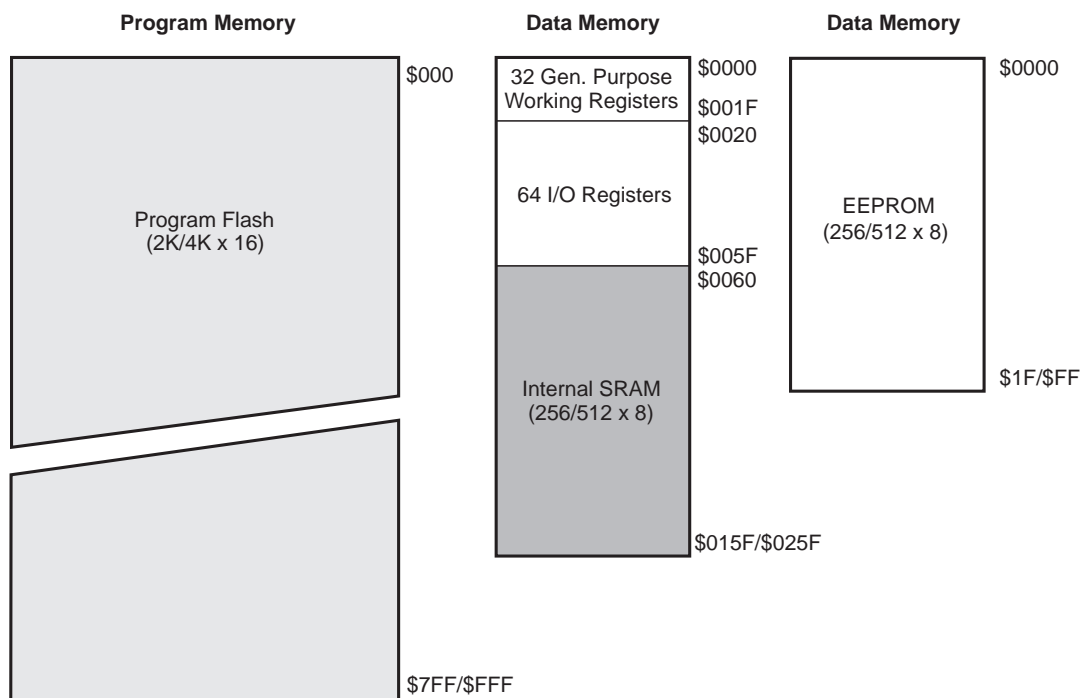 Program Memory
$000
Program Flash
(2K/4K x 16)
$7FF/$FFF
Data Memory
32 Gen. Purpose
Working Registers
$0000
$001F
$0020
64 I/O Registers
$005F
$0060
Internal SRAM
(256/512 x 8)
$015F/$025F
Data Memory
$0000
EEPROM
(256/512 x 8)
$1F/$FF